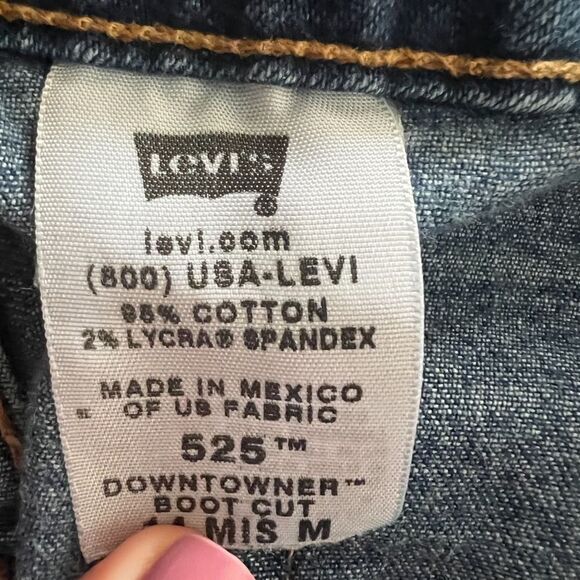 LEVI'S
levi.com
(800) USA-LEVI
98% COTTON
2% LYCRA® SPANDEX
MADE IN MEXICO
OF US FABRIC
525™
DOWNTOWNER™
BOOT CUT
14 MIS M